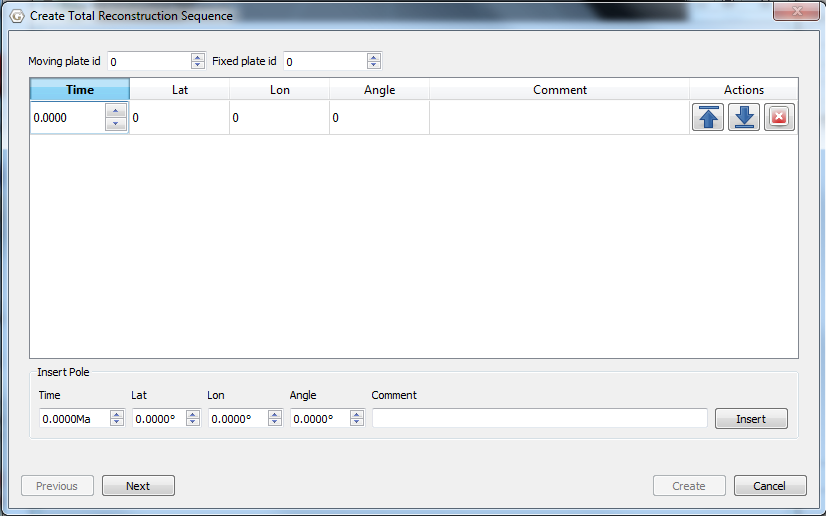 Create Total Reconstruction Sequence
Moving plate id 0 Fixed plate id 0
Time Lat Lon Angle Comment Actions
0.0000 0 0 0
Insert Pole
Time Lat Lon Angle Comment
0.0000Ma 0.0000° 0.0000° 0.0000° Insert
Previous Next Create Cancel